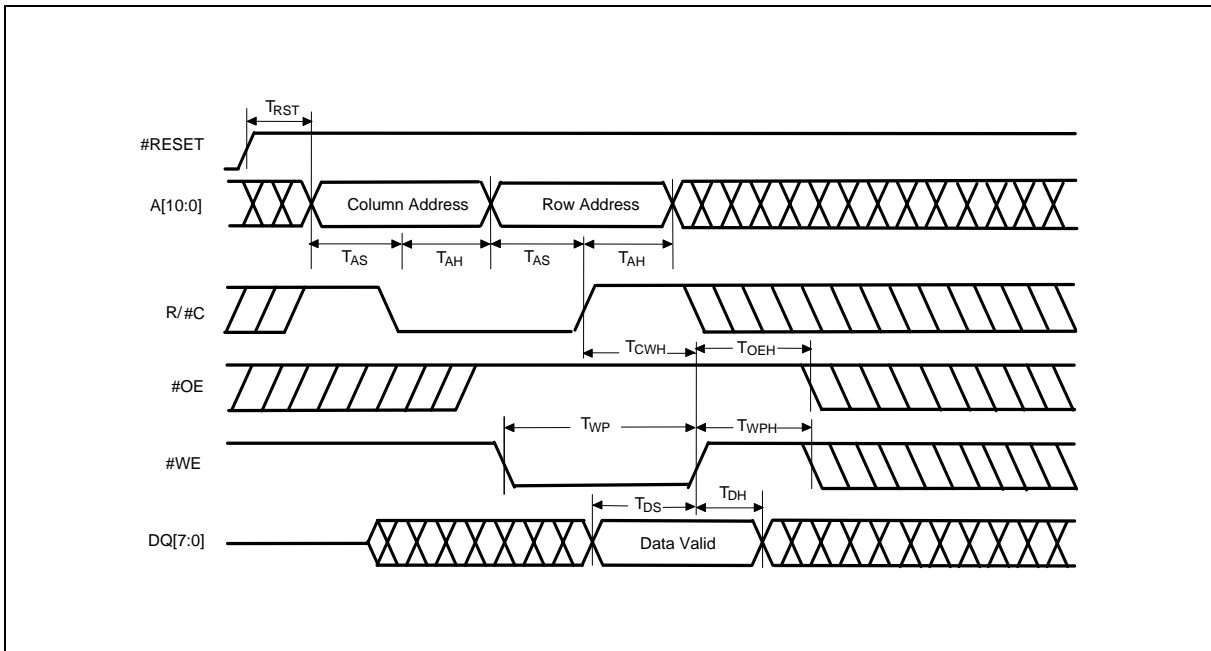 TRST
#RESET
A[10:0]
Column Address
Row Address
TAS
TAH
TAS
TAH
R/#C
TCWH
TOEH
#OE
TWP
TWPH
#WE
TDS
TDH
DQ[7:0]
Data Valid